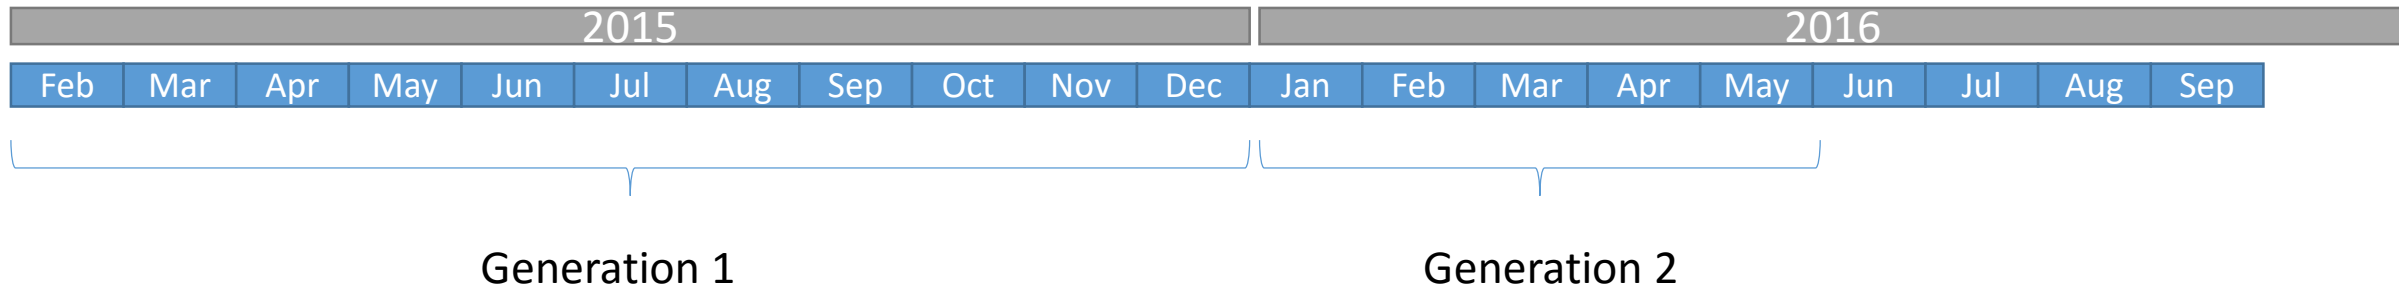 2015 2016
Feb Mar Apr May Jun Jul Aug Sep Oct Nov Dec Jan Feb Mar Apr May Jun Jul Aug Sep
Generation 1 Generation 2